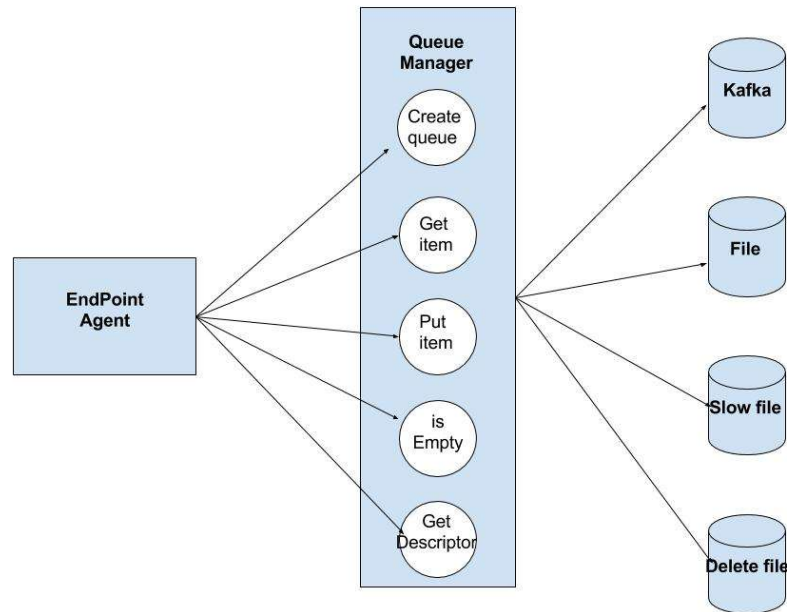 Queue
Manager
Create
queue
Get
item
Put
item
is
Empty
Get
Descriptor
EndPoint
Agent
Kafka
File
Slow file
Delete file